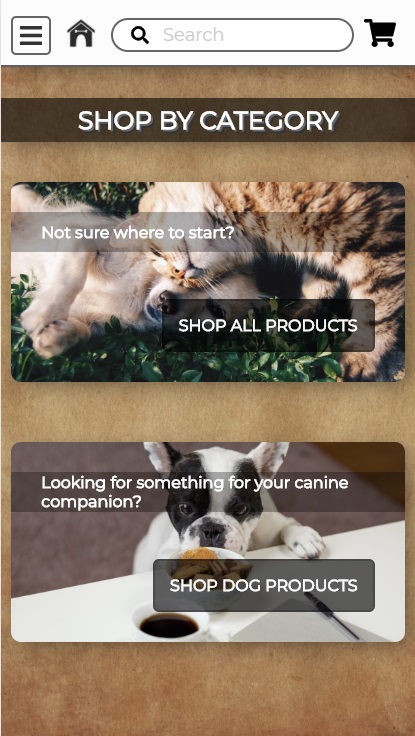 Search
SHOP BY CATEGORY
Not sure where to start?
SHOP ALL PRODUCTS
Looking for something for your canine
companion?
SHOP DOG PRODUCTS